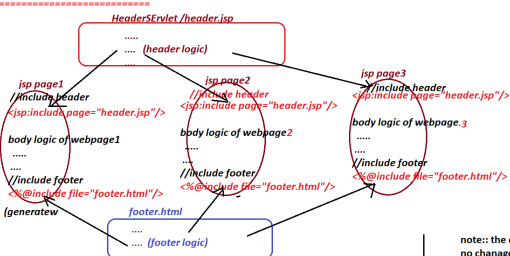 HeaderSErvlet /header.jsp
.....
.... (header logic)
....
jsp page1
//include header
<jsp:include page="header.jsp"/>
body logic of webpage1
.....
....
//include footer
<%@include file="footer.html"/>
(generatew
jsp page2
//include header
<jsp:include page="header.jsp"/>
body logic of webpage2
.....
....
//include footer
<%@include file="footer.html"/>
jsp page3
//include header
<jsp:include page="header.jsp"/>
body logic of webpage.3
.....
....
//include footer
<%@include file="footer.html"/>
footer.html
....
.... (footer logic)
note:: the
no chanage